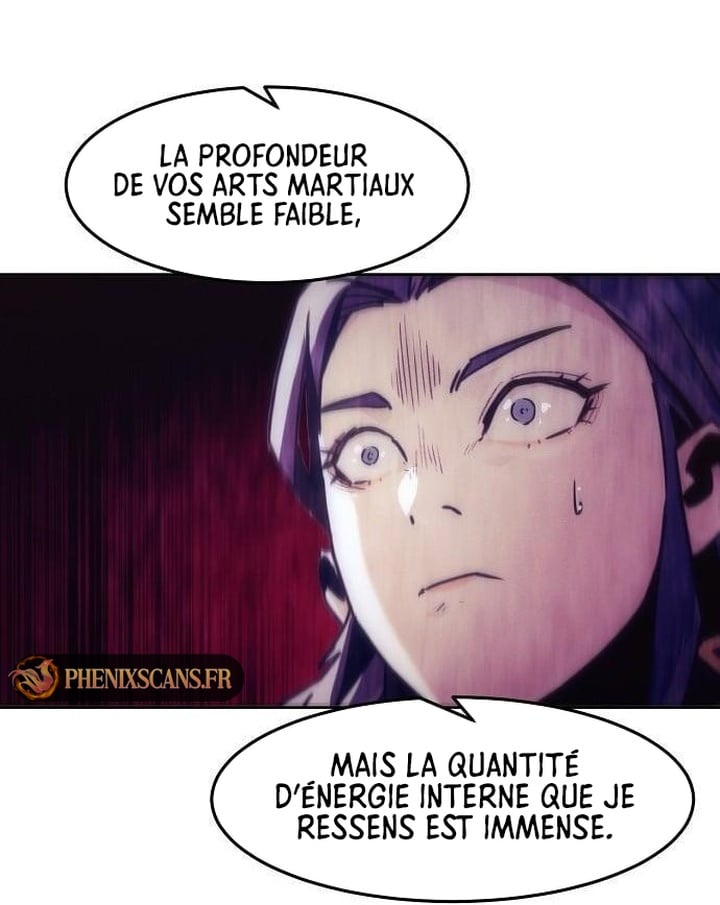 LA PROFONDEUR
DE VOS ARTS MARTIAUX
SEMBLE FAIBLE,
PHENIXSCANS.FR
MAIS LA QUANTITÉ
D'ÉNERGIE INTERNE QUE JE
RESSENS EST IMMENSE.